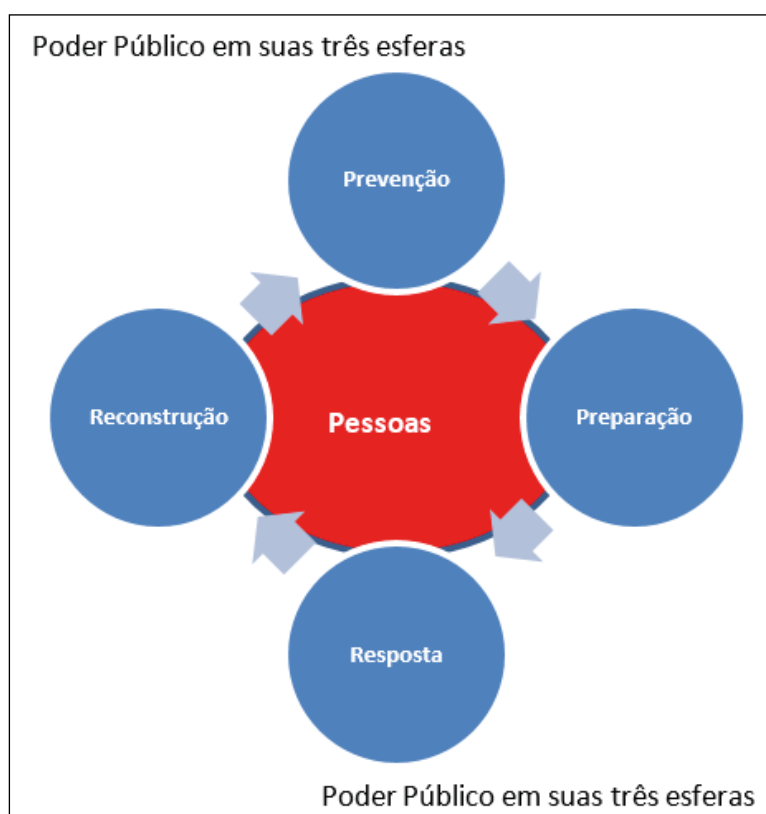 Poder Público em suas três esferas
Prevenção
Reconstrução
Pessoas
Preparação
Resposta
Poder Público em suas três esferas